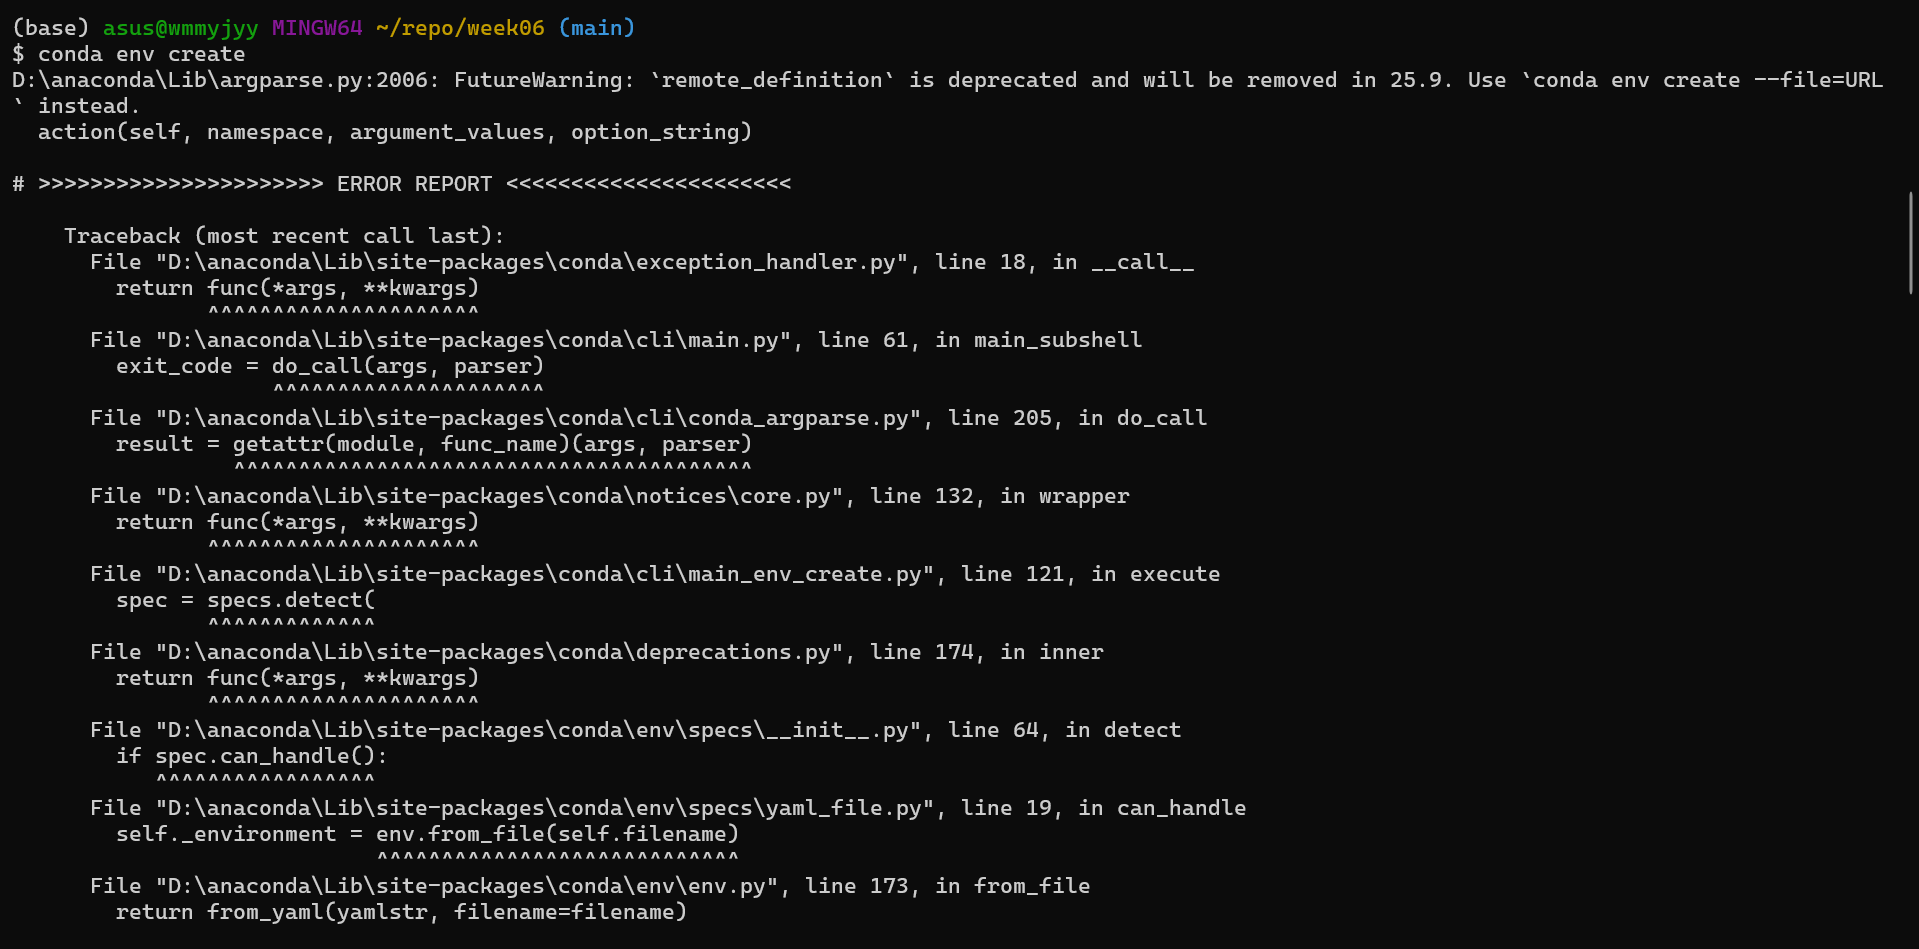 (base) asus@wmmyjyy MINGW64 ~/repo/week06 (main)
$ conda env create
D:\anaconda\Lib\argparse.py:2006: FutureWarning: `remote_definition` is deprecated and will be removed in 25.9. Use `conda env create --file=URL
` instead.
  action(self, namespace, argument_values, option_string)

# >>>>>>>>>>>>>>>>>>>>>> ERROR REPORT <<<<<<<<<<<<<<<<<<<<<<

    Traceback (most recent call last):
      File "D:\anaconda\Lib\site-packages\conda\exception_handler.py", line 18, in __call__
        return func(*args, **kwargs)
               ^^^^^^^^^^^^^^^^^^^^^
      File "D:\anaconda\Lib\site-packages\conda\cli\main.py", line 61, in main_subshell
        exit_code = do_call(args, parser)
                    ^^^^^^^^^^^^^^^^^^^^^
      File "D:\anaconda\Lib\site-packages\conda\cli\conda_argparse.py", line 205, in do_call
        result = getattr(module, func_name)(args, parser)
                 ^^^^^^^^^^^^^^^^^^^^^^^^^^^^^^^^^^^^^^^^
      File "D:\anaconda\Lib\site-packages\conda\notices\core.py", line 132, in wrapper
        return func(*args, **kwargs)
               ^^^^^^^^^^^^^^^^^^^^^
      File "D:\anaconda\Lib\site-packages\conda\cli\main_env_create.py", line 121, in execute
        spec = specs.detect(
               ^^^^^^^^^^^^^
      File "D:\anaconda\Lib\site-packages\conda\deprecations.py", line 174, in inner
        return func(*args, **kwargs)
               ^^^^^^^^^^^^^^^^^^^^^
      File "D:\anaconda\Lib\site-packages\conda\env\specs\__init__.py", line 64, in detect
        if spec.can_handle():
           ^^^^^^^^^^^^^^^^^
      File "D:\anaconda\Lib\site-packages\conda\env\specs\yaml_file.py", line 19, in can_handle
        self._environment = env.from_file(self.filename)
                            ^^^^^^^^^^^^^^^^^^^^^^^^^^^^
      File "D:\anaconda\Lib\site-packages\conda\env\env.py", line 173, in from_file
        return from_yaml(yamlstr, filename=filename)